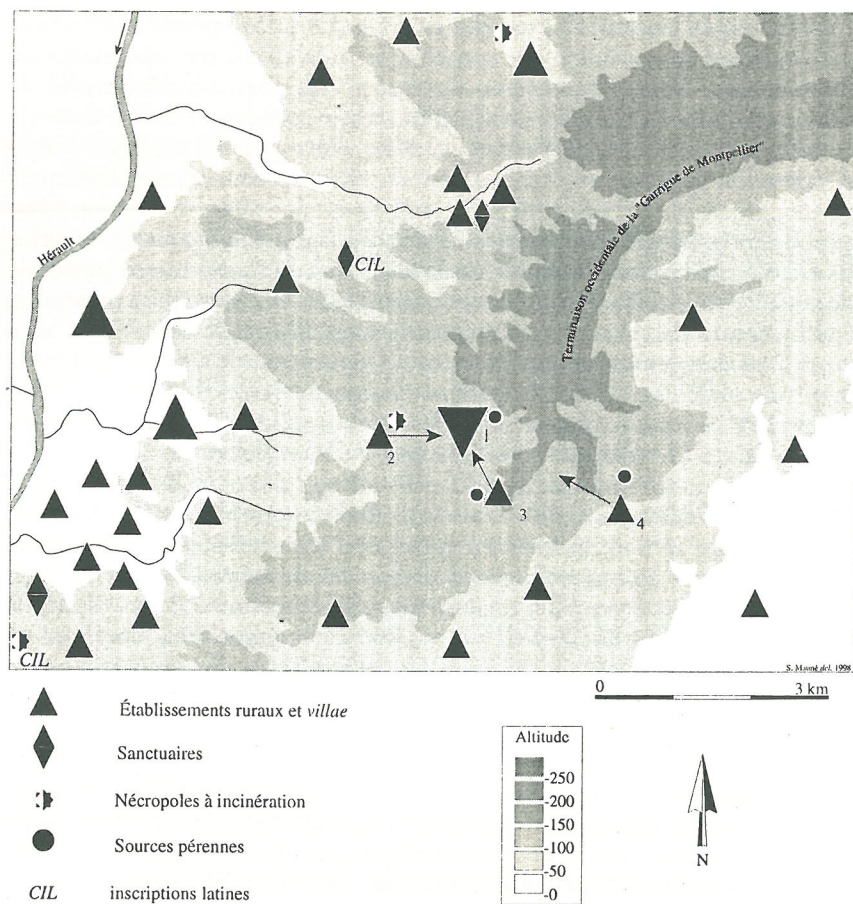 Hérault
Terminaison occidentale de la "Garrigue de Montpellier"
CIL
1
2
3
4
CIL
S. Mauné del. 1998
0 3 km
Établissements ruraux et villae
Sanctuaires
Nécropoles à incinération
Sources pérennes
CIL inscriptions latines
Altitude
-250
-200
-150
-100
-50
-0
N